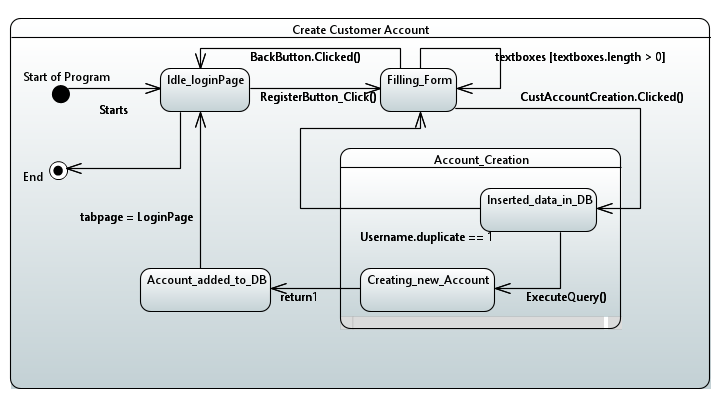 Create Customer Account
BackButton.Clicked()
textboxes [textboxes.length > 0]
Start of Program
Idle_loginPage
Filling_Form
RegisterButton_Click()
CustAccountCreation.Clicked()
Starts
Account_Creation
End
Inserted_data_in_DB
tabpage = LoginPage
Username.duplicate == 1
Account_added_to_DB
Creating_new_Account
return1
ExecuteQuery()